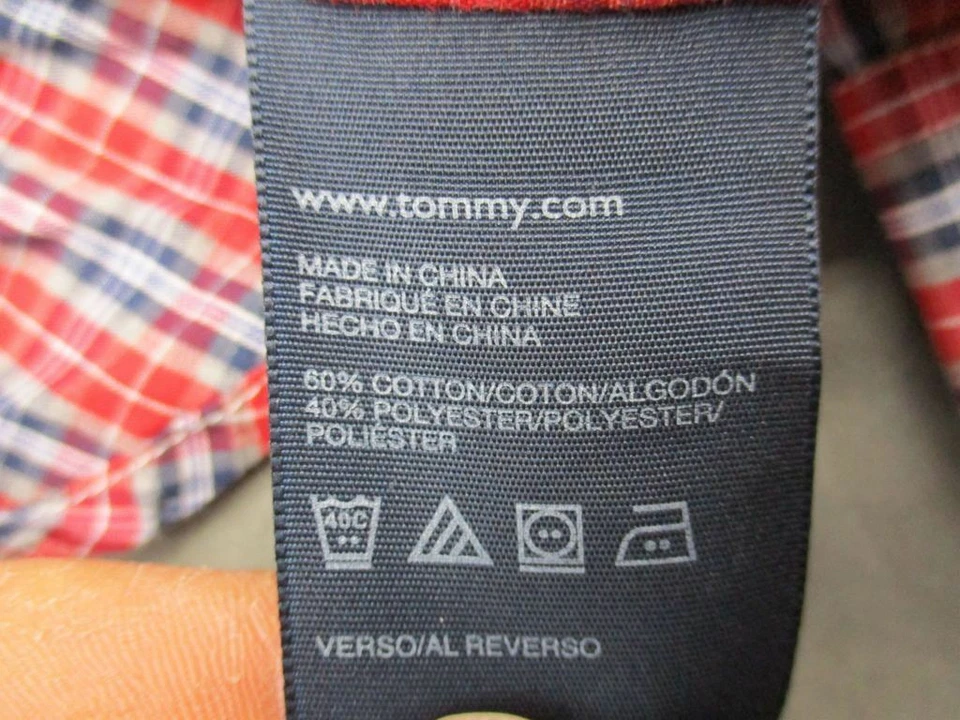 www.tommy.com
MADE IN CHINA
FABRIQUÉ EN CHINE
HECHO EN CHINA
60% COTTON/COTON/ALGODÓN
40% POLYESTER/POLYESTER/
POLIÉSTER
40C
VERSO/AL REVERSO